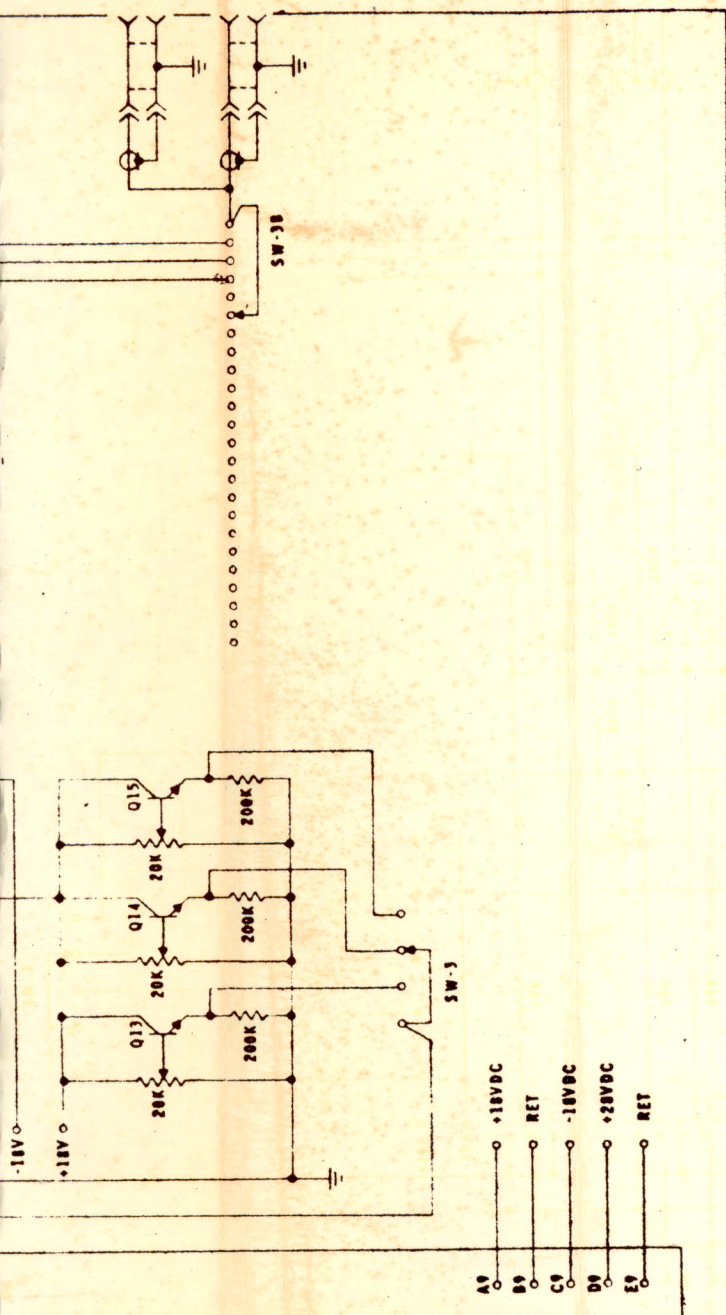 SW-3B
Q15
200K
20K
Q14
200K
20K
Q13
200K
20K
SW-3
-18V
+18V
A9 +18VDC
B9 RET
C9 -18VDC
D9 +28VDC
E9 RET